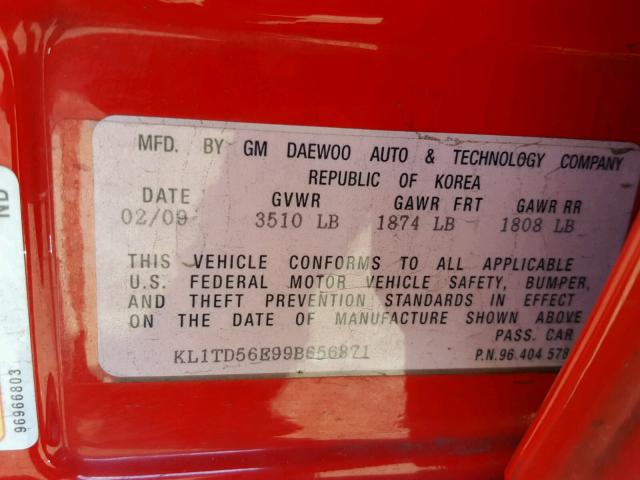 MFD. BY GM DAEWOO AUTO & TECHNOLOGY COMPANY
REPUBLIC OF KOREA
DATE GVWR GAWR FRT GAWR RR
02/09 3510 LB 1874 LB 1808 LB
THIS VEHICLE CONFORMS TO ALL APPLICABLE
U.S. FEDERAL MOTOR VEHICLE SAFETY, BUMPER,
AND THEFT PREVENTION STANDARDS IN EFFECT
ON THE DATE OF MANUFACTURE SHOWN ABOVE
PASS. CAR
KL1TD56E99B656871 P.N.96 404 578
ND
96966803